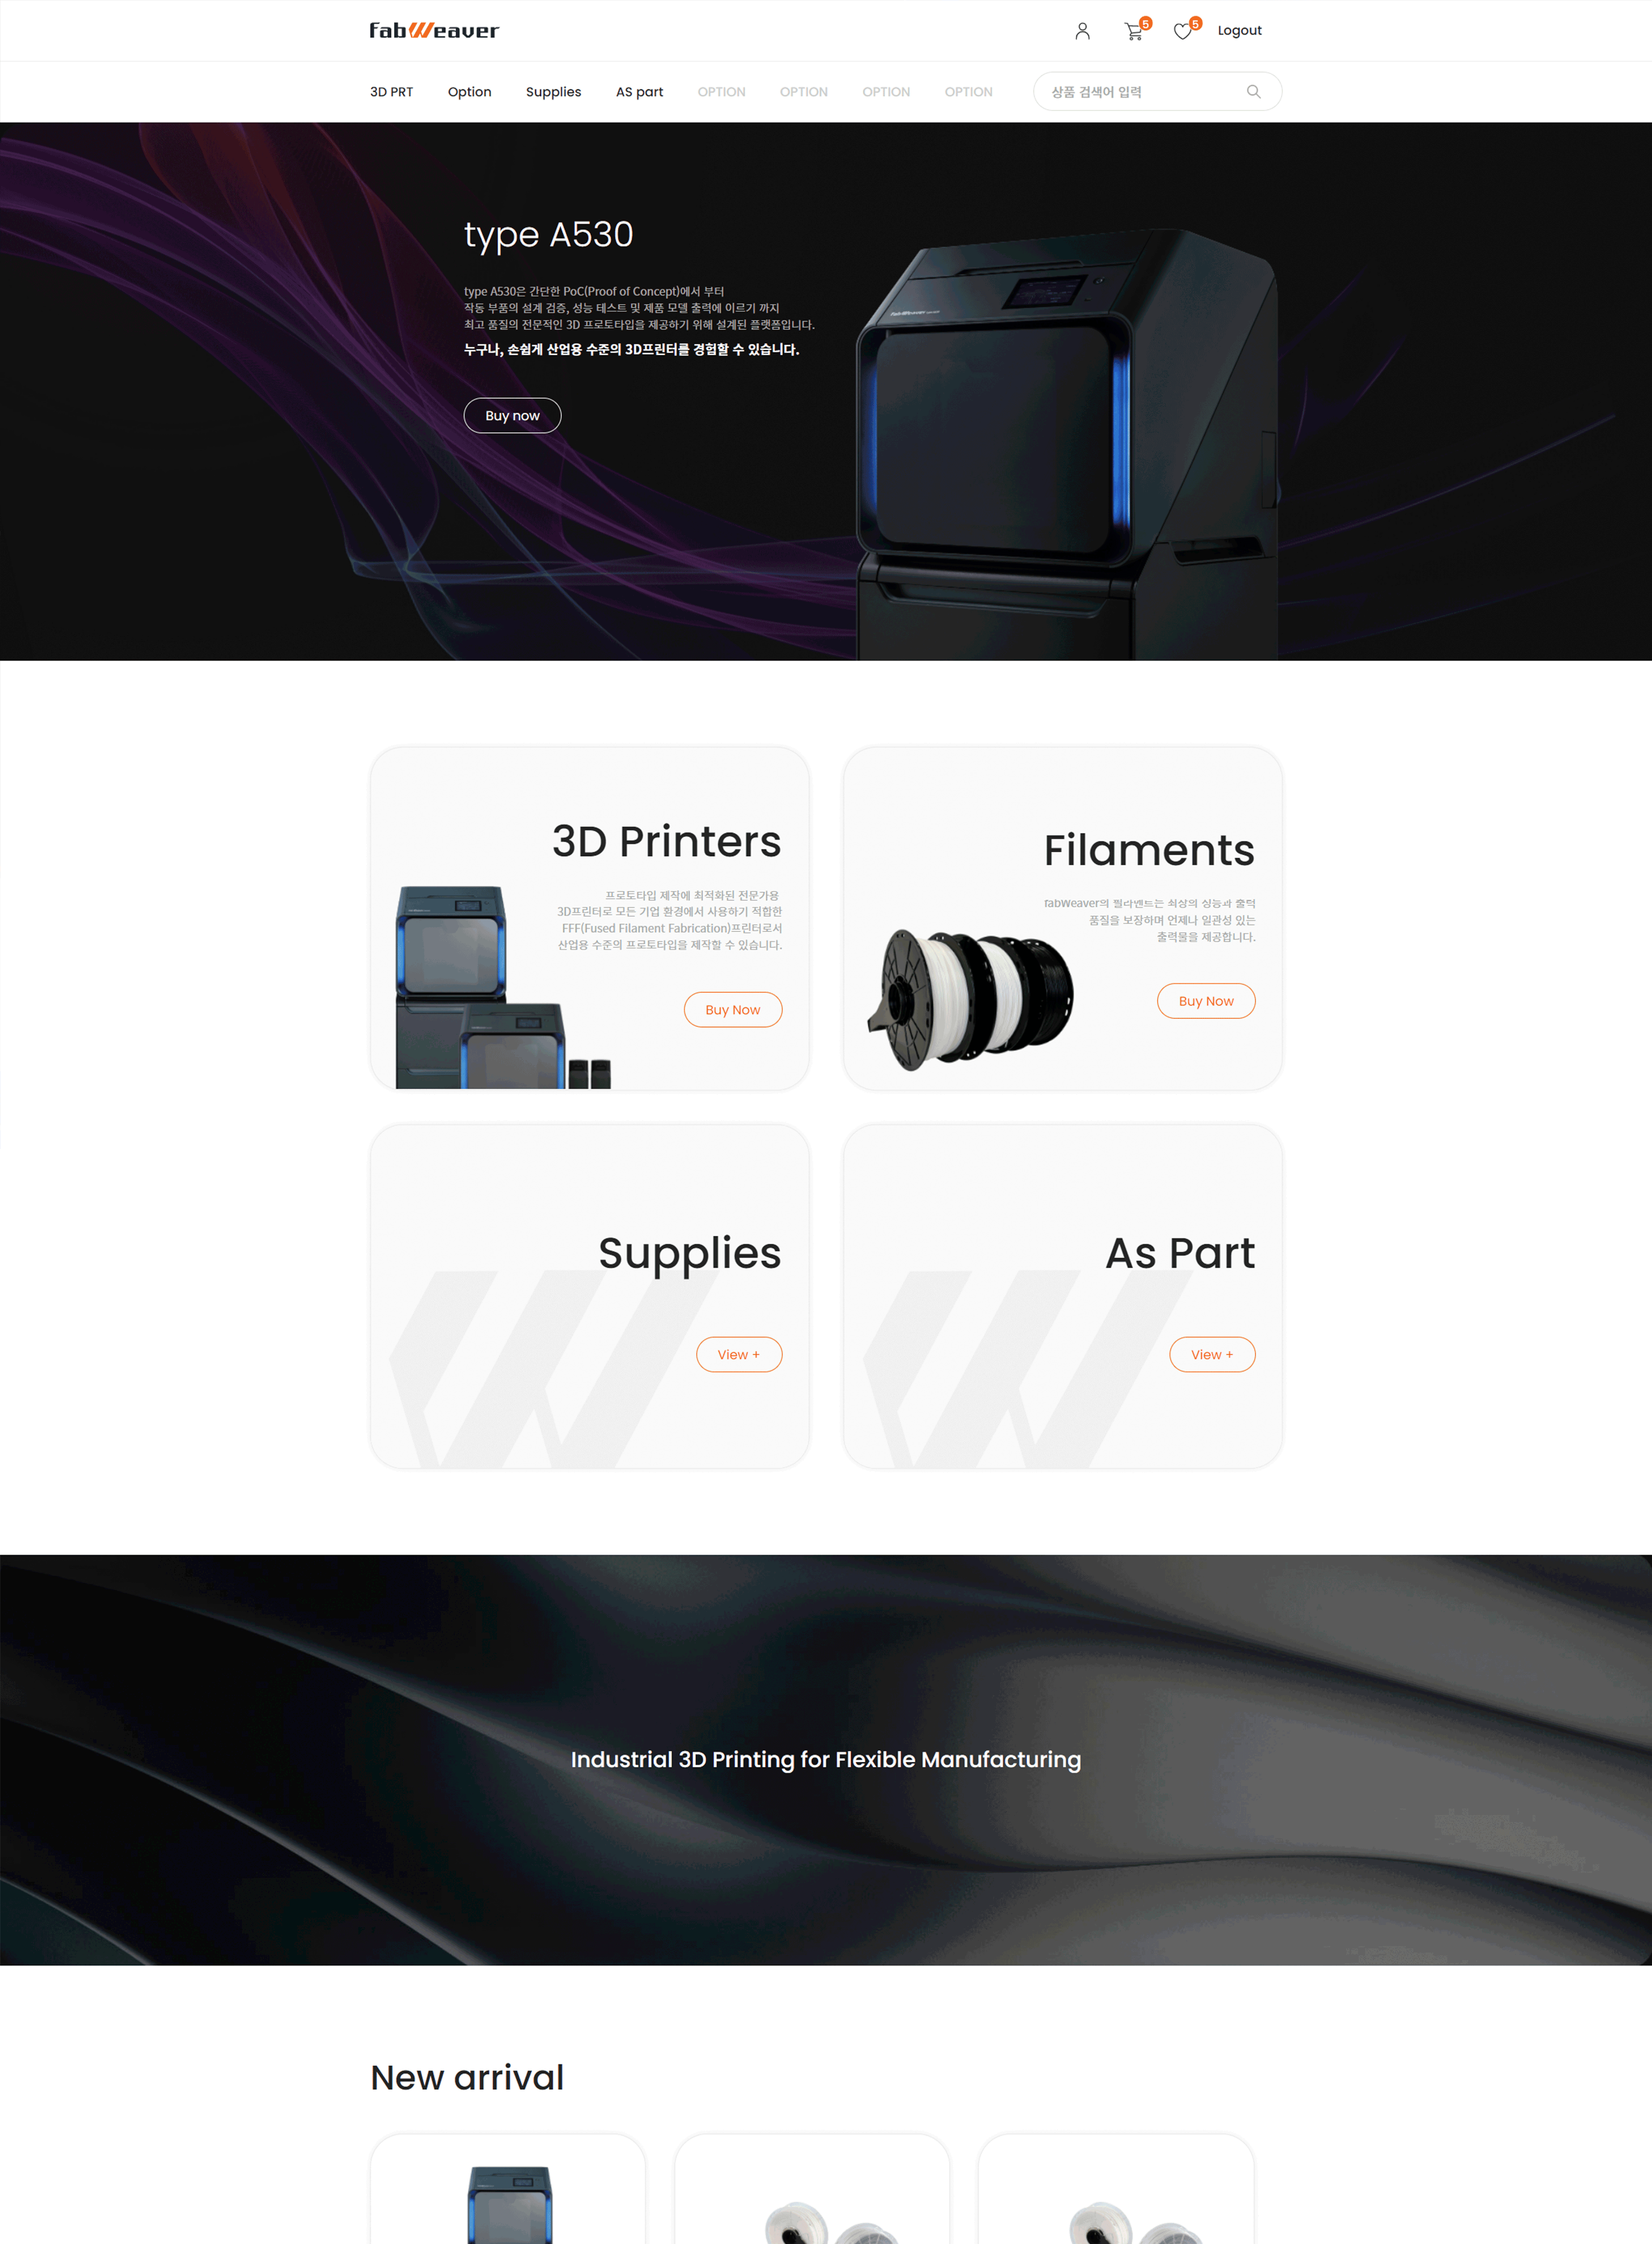 fabWeaver
5
5
Logout
3D PRT
Option
Supplies
AS part
OPTION
OPTION
OPTION
OPTION
상품 검색어 입력
type A530
type A530은 간단한 PoC(Proof of Concept)에서 부터
작동 부품의 설계 검증, 성능 테스트 및 제품 모델 출력에 이르기 까지
최고 품질의 전문적인 3D 프로토타입을 제공하기 위해 설계된 플랫폼입니다.
누구나, 손쉽게 산업용 수준의 3D프린터를 경험할 수 있습니다.
Buy now
3D Printers
프로토타입 제작에 최적화된 전문가용
3D프린터로 모든 기업 환경에서 사용하기 적합한
FFF(Fused Filament Fabrication)프린터로서
산업용 수준의 프로토타입을 제작할 수 있습니다.
Buy Now
Filaments
fabWeaver의 필라멘트는 최상의 성능과 출력
품질을 보장하며 언제나 일관성 있는
출력물을 제공합니다.
Buy Now
Supplies
View +
As Part
View +
Industrial 3D Printing for Flexible Manufacturing
New arrival